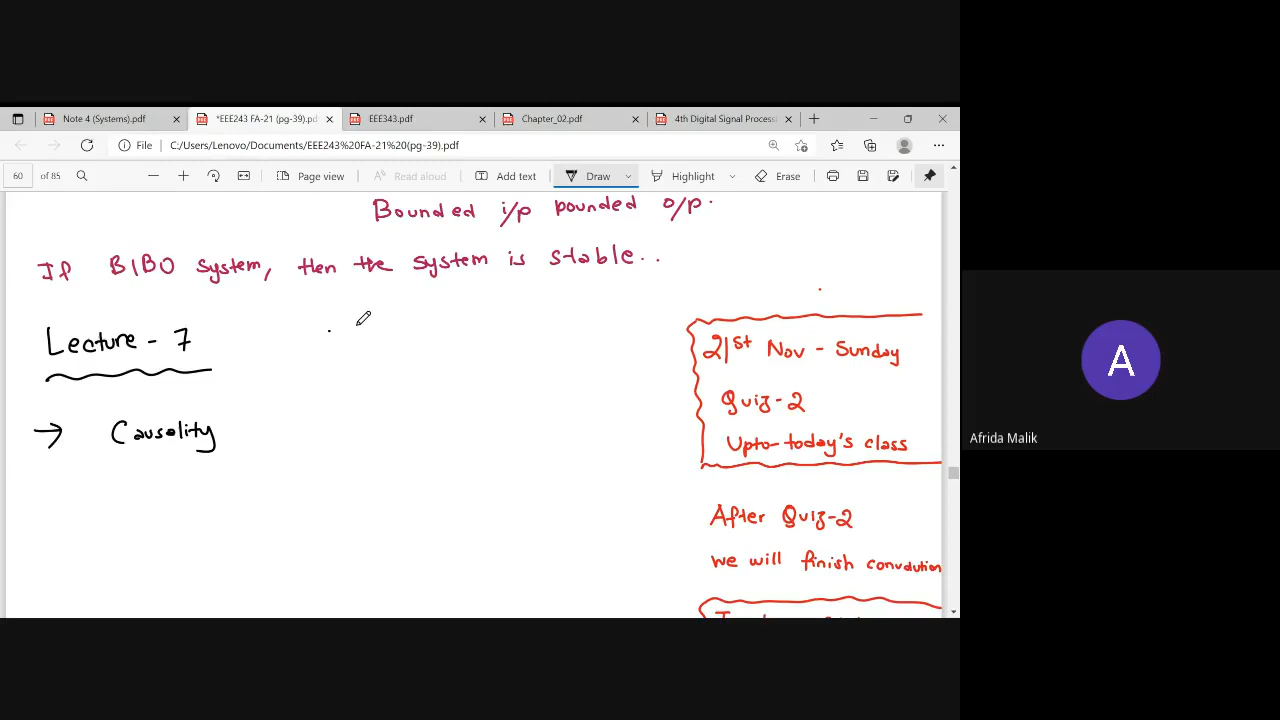 Note 4 (Systems).pdf
*EEE243 FA-21 (pg-39).pd
EEE343.pdf
Chapter_02.pdf
4th Digital Signal Processi
File
C:/Users/Lenovo/Documents/EEE243%20FA-21%20(pg-39).pdf
60 of 85
Page view
Read aloud
Add text
Draw
Highlight
Erase
Bounded i/p pounded o/p.
If BIBO system, then the system is stable..
Lecture - 7
21st Nov - Sunday
Quiz-2
Causality
Upto today's class
After Quiz-2
we will finish convolution
A
Afrida Malik